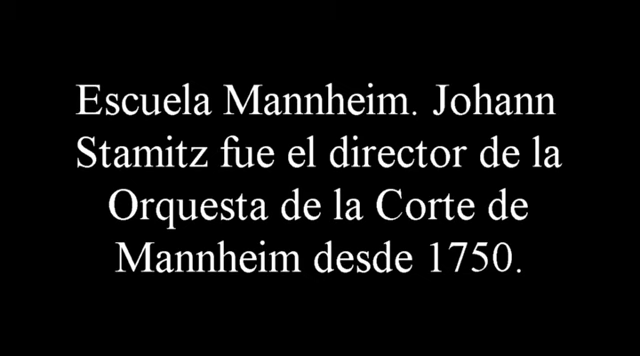 Escuela Mannheim. Johann
Stamitz fue el director de la
Orquesta de la Corte de
Mannheim desde 1750.